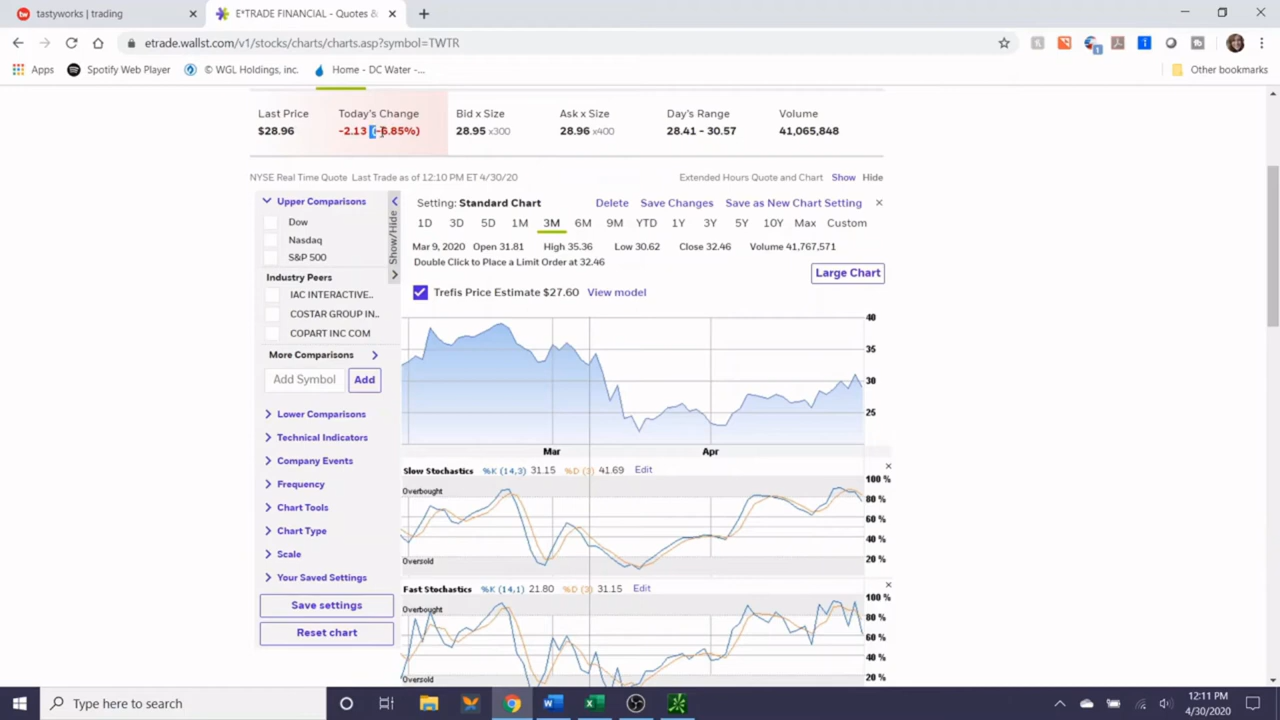 tastyworks | trading
E*TRADE FINANCIAL - Quotes &
etrade.wallst.com/v1/stocks/charts/charts.asp?symbol=TWTR
Apps Spotify Web Player © WGL Holdings, inc. Home - DC Water -... Other bookmarks
Last Price Today's Change Bid x Size Ask x Size Day's Range Volume
$28.96 -2.13 (-6.85%) 28.95 x300 28.96 x400 28.41 - 30.57 41,065,848
NYSE Real Time Quote Last Trade as of 12:10 PM ET 4/30/20 Extended Hours Quote and Chart Show Hide
Upper Comparisons
Dow
Nasdaq
S&P 500
Industry Peers
IAC INTERACTIVE..
COSTAR GROUP IN..
COPART INC COM
More Comparisons
Add Symbol Add
Lower Comparisons
Technical Indicators
Company Events
Frequency
Chart Tools
Chart Type
Scale
Your Saved Settings
Save settings
Reset chart
Show/Hide
Setting: Standard Chart Delete Save Changes Save as New Chart Setting
1D 3D 5D 1M 3M 6M 9M YTD 1Y 3Y 5Y 10Y Max Custom
Mar 9, 2020 Open 31.81 High 35.36 Low 30.62 Close 32.46 Volume 41,767,571
Double Click to Place a Limit Order at 32.46
Large Chart
Trefis Price Estimate $27.60 View model
40
35
30
25
Mar Apr
Slow Stochastics %K (14,3) 31.15 %D (3) 41.69 Edit
100 %
Overbought
80 %
60 %
40 %
Oversold 20 %
Fast Stochastics %K (14,1) 21.80 %D (3) 31.15 Edit
100 %
Overbought
80 %
60 %
40 %
Oversold 20 %
Type here to search
12:11 PM
4/30/2020